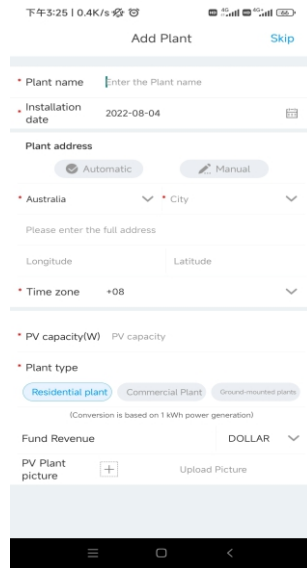 下午3:25 | 0.4K/s
4G 4G 66
Add Plant Skip
* Plant name Enter the Plant name
* Installation date 2022-08-04
Plant address
Automatic Manual
* Australia * City
Please enter the full address
Longitude Latitude
* Time zone +08
* PV capacity(W) PV capacity
* Plant type
Residential plant Commercial Plant Ground-mounted plants
(Conversion is based on 1 kWh power generation)
Fund Revenue DOLLAR
PV Plant picture + Upload Picture